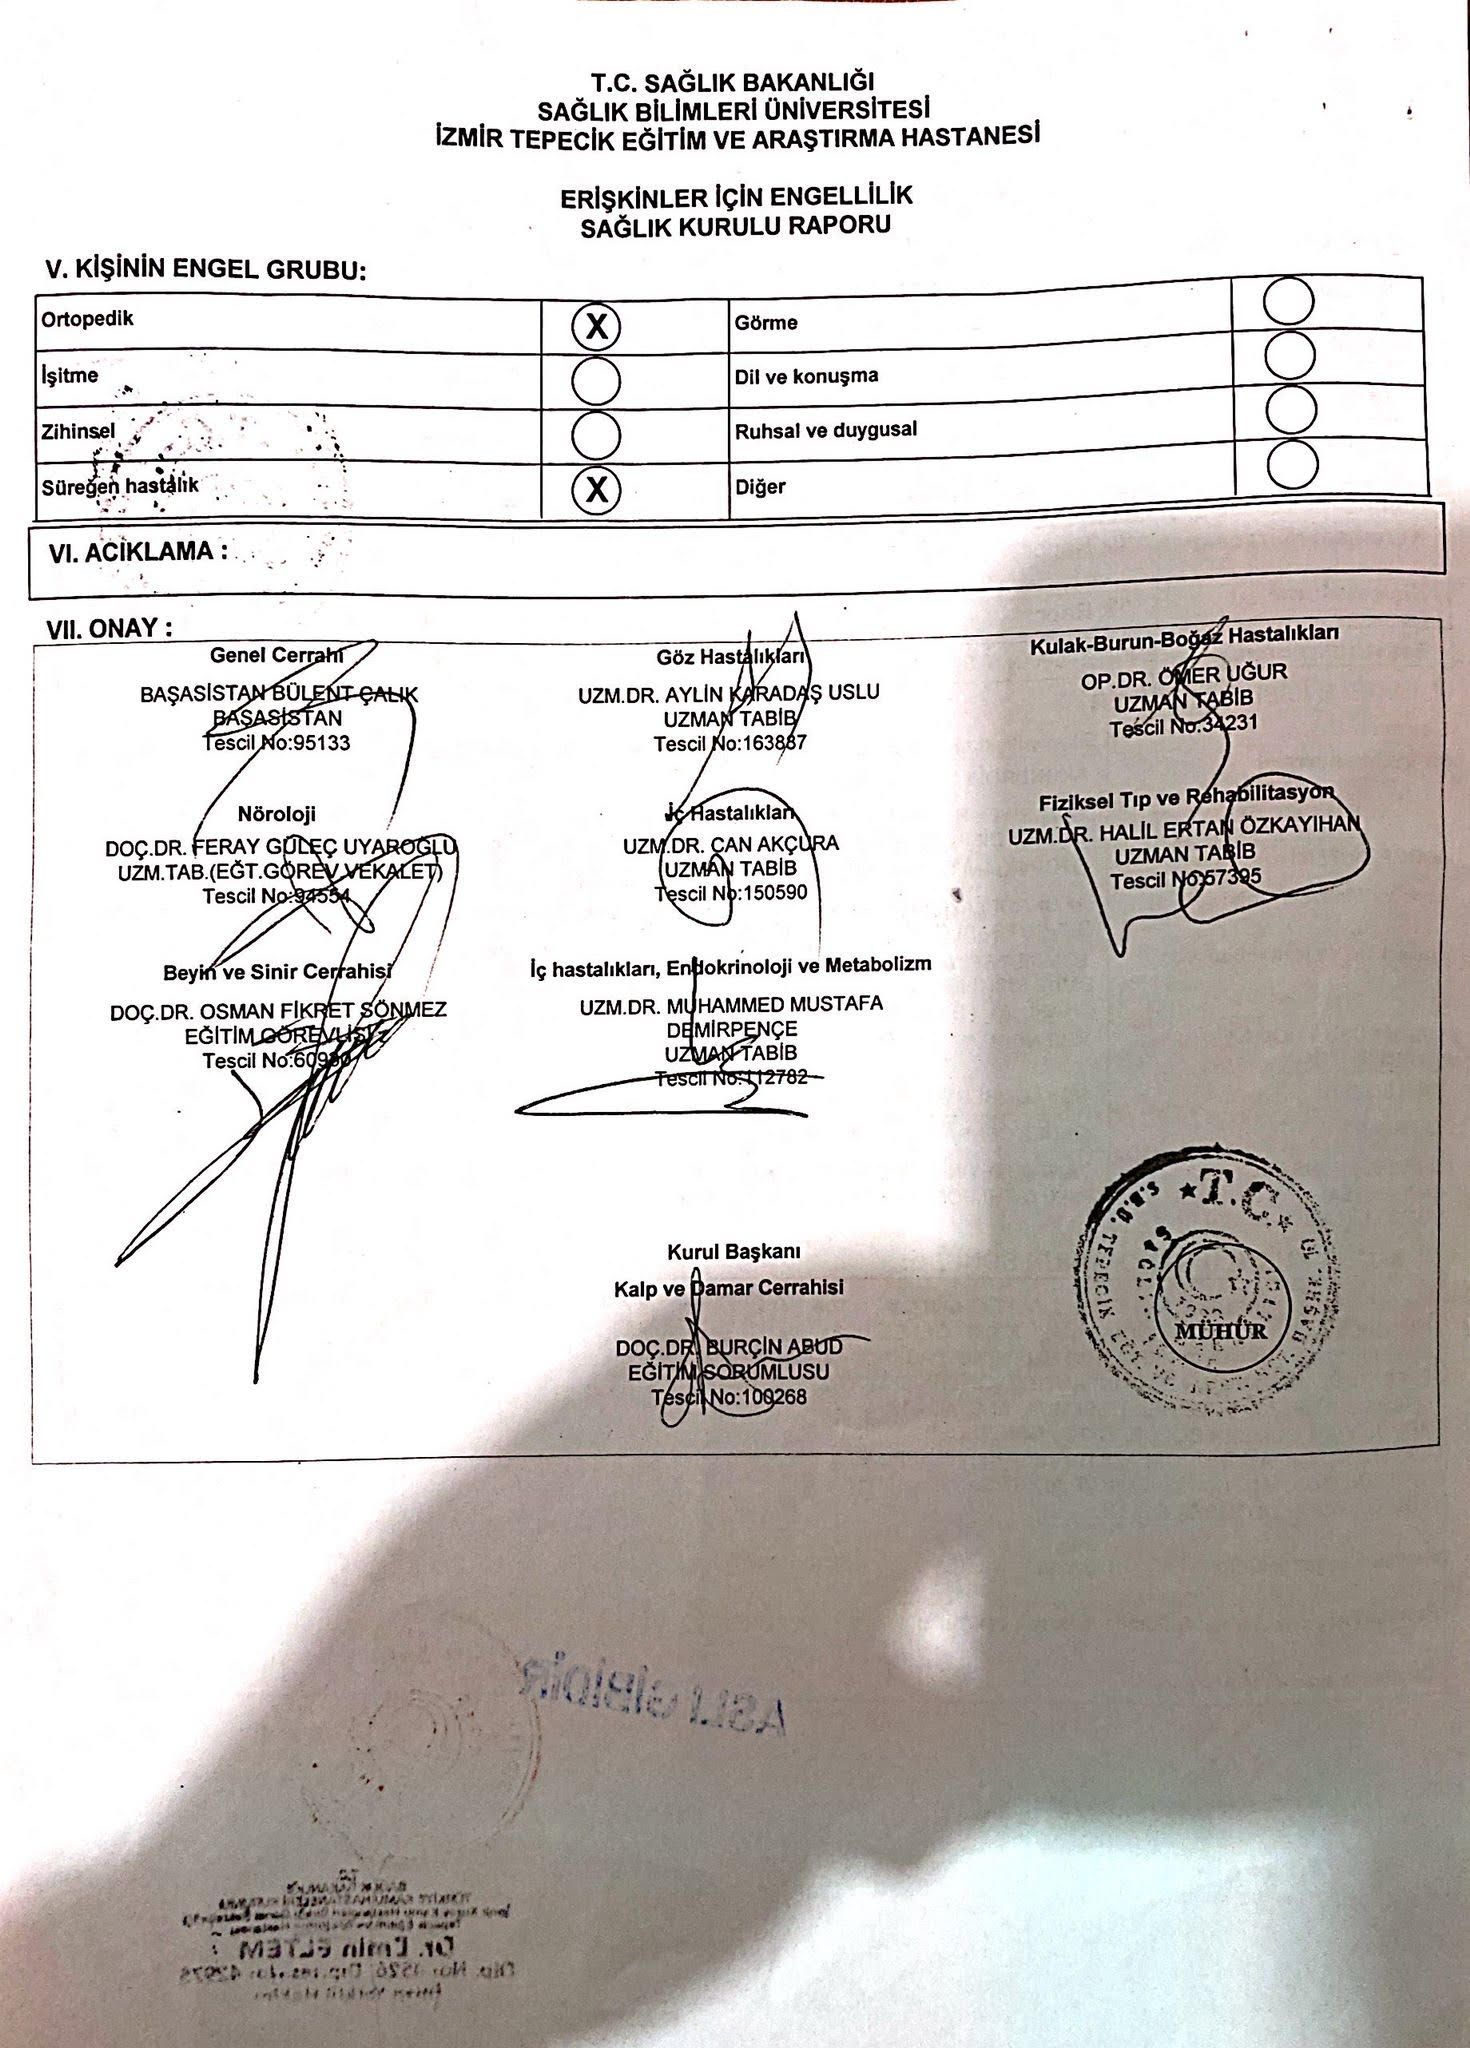 T.C. SAĞLIK BAKANLIĞI
SAĞLIK BİLİMLERİ ÜNİVERSİTESİ
İZMİR TEPECİK EĞİTİM VE ARAŞTIRMA HASTANESİ
ERİŞKİNLER İÇİN ENGELLİLİK
SAĞLIK KURULU RAPORU
V. KİŞİNİN ENGEL GRUBU:
Ortopedik X Görme
İşitme Dil ve konuşma
Zihinsel Ruhsal ve duygusal
Süreğen hastalık X Diğer
VI. ACIKLAMA :
VII. ONAY :
Genel Cerrahi
BAŞASİSTAN BÜLENT ÇALIK
BAŞASİSTAN
Tescil No:95133
Göz Hastalıkları
UZM.DR. AYLİN KARADAŞ USLU
UZMAN TABİB
Tescil No:163887
Kulak-Burun-Boğaz Hastalıkları
OP.DR. ÖMER UĞUR
UZMAN TABİB
Tescil No:34231
Nöroloji
DOÇ.DR. FERAY GÜLEÇ UYAROĞLU
UZM.TAB.(EĞT.GÖREV VEKALET)
Tescil No:94554
İç Hastalıkları
UZM.DR. CAN AKÇURA
UZMAN TABİB
Tescil No:150590
Fiziksel Tıp ve Rehabilitasyon
UZM.DR. HALİL ERTAN ÖZKAYIHAN
UZMAN TABİB
Tescil No:57395
Beyin ve Sinir Cerrahisi
DOÇ.DR. OSMAN FİKRET SÖNMEZ
EĞİTİM GÖREVLİSİ
Tescil
İç hastalıkları, Endokrinoloji ve Metabolizm
UZM.DR. MUHAMMED MUSTAFA
DEMİRPENÇE
UZMAN TABİB
Tescil No:112782
Kurul Başkanı
Kalp ve Damar Cerrahisi
DOÇ.DR. BURÇİN ABUD
EĞİTİM SORUMLUSU
Tescil No:100268
T.C.
S.B.Ü. TEPECİK EĞT. VE
MÜHÜR
ASLI GİBİDİR
Dr. Emin ELTEM